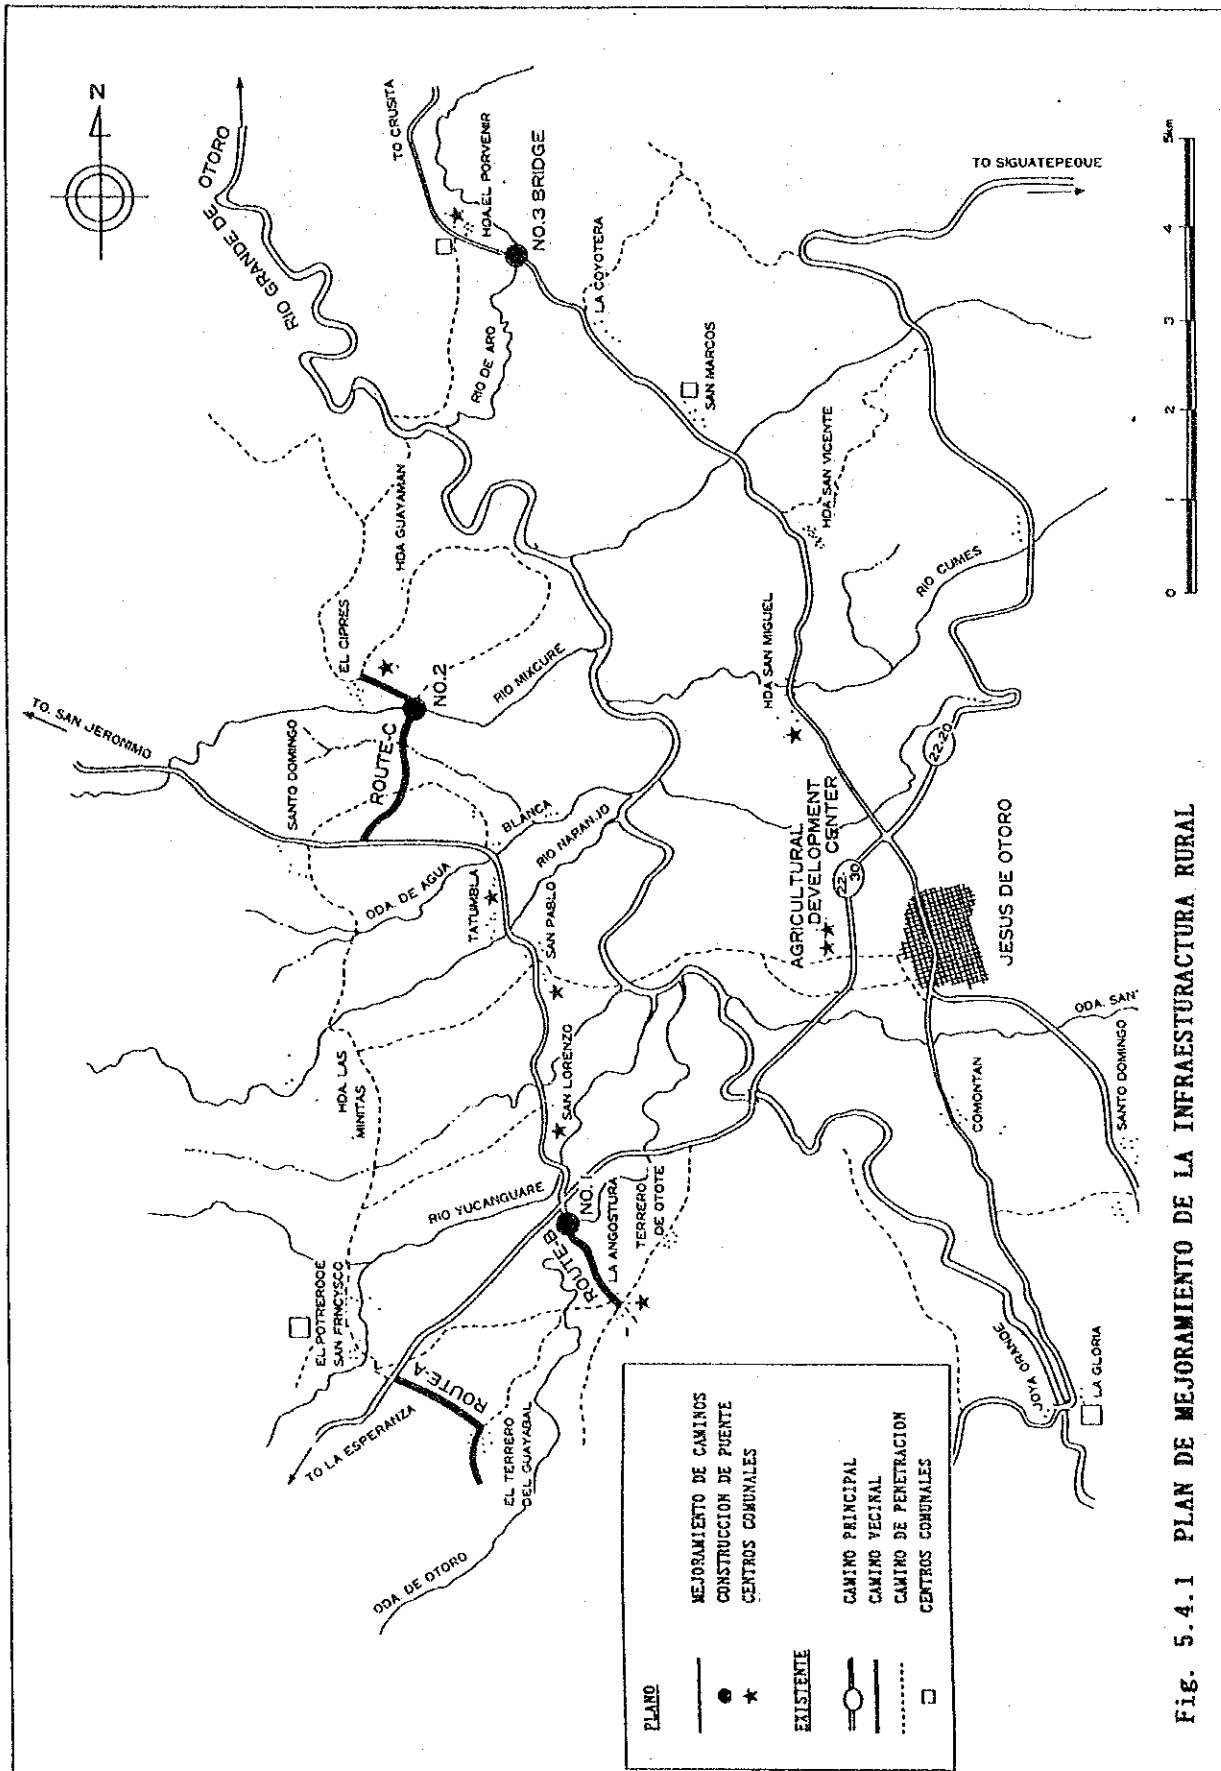 N
RIO GRANDE DE OTORO
TO CRUSITA
HDA.EL PORVENIR
NO.3 BRIDGE
RIO DE ARO
LA COYOTERA
SAN MARCOS
TO SIGUATEPEQUE
HDA GUAYAMAN
EL CIPRES
NO.2
RIO MIXCURE
HDA SAN VICENTE
RIO CUMES
HDA SAN MIGUEL
TO. SAN JERONIMO
SANTO DOMINGO
ROUTE-C
BLANCA
RIO NARANJO
ODA. DE AGUA
TATUMBLA
SAN PABLO
AGRICULTURAL
DEVELOPMENT
CENTER
22-20
22-
30
JESUS DE OTORO
HDA. LAS
MINITAS
SAN LORENZO
RIO YUCANGUARE
NO.1
ROUTE-B
LA ANGOSTURA
TERRERO
DE OTOTE
COMONTAN
ODA. SAN
SANTO DOMINGO
EL POTRERODE
SAN FRNCYSCO
ROUTE-A
TO LA ESPERANZA
EL TERRERO
DEL GUAYABAL
ODA. DE OTORO
JOYA GRANDE
LA GLORIA
0 1 2 3 4 5km
PLANO
MEJORAMIENTO DE CAMINOS
CONSTRUCCION DE PUENTE
CENTROS COMUNALES
EXISTENTE
CAMINO PRINCIPAL
CAMINO VECINAL
CAMINO DE PENETRACION
CENTROS COMUNALES
Fig. 5.4.1 PLAN DE MEJORAMIENTO DE LA INFRAESTURACTURA RURAL